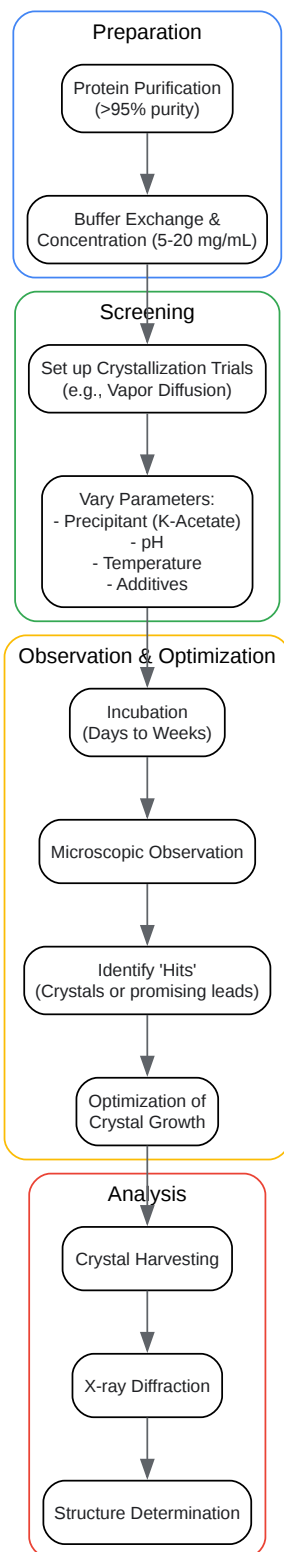 Preparation
Protein Purification
(>95% purity)
Buffer Exchange &
Concentration (5-20 mg/mL)
Screening
Set up Crystallization Trials
(e.g., Vapor Diffusion)
Vary Parameters:
- Precipitant (K-Acetate)
- pH
- Temperature
- Additives
Observation & Optimization
Incubation
(Days to Weeks)
Microscopic Observation
Identify 'Hits'
(Crystals or promising leads)
Optimization of
Crystal Growth
Analysis
Crystal Harvesting
X-ray Diffraction
Structure Determination